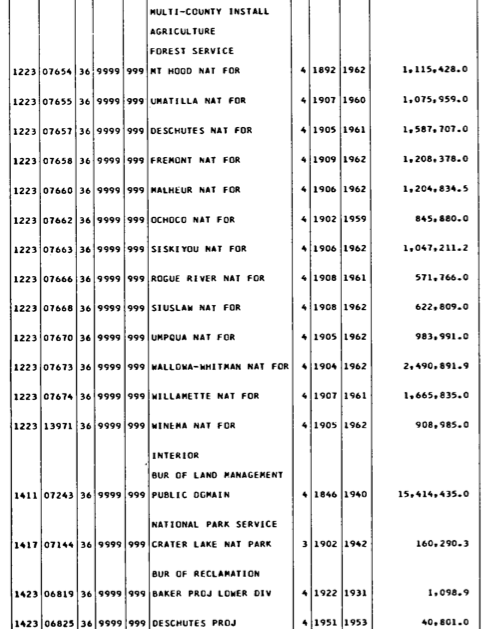 MULTI-COUNTY INSTALL
AGRICULTURE
FOREST SERVICE
1223 07654 36 9999 999 MT HOOD NAT FOR 4 1892 1962 1,115,428.0
1223 07655 36 9999 999 UMATILLA NAT FOR 4 1907 1960 1,075,959.0
1223 07657 36 9999 999 DESCHUTES NAT FOR 4 1905 1961 1,587,707.0
1223 07658 36 9999 999 FREMONT NAT FOR 4 1909 1962 1,208,378.0
1223 07660 36 9999 999 MALHEUR NAT FOR 4 1906 1962 1,204,834.5
1223 07662 36 9999 999 OCHOCO NAT FOR 4 1902 1959 845,880.0
1223 07663 36 9999 999 SISKIYOU NAT FOR 4 1906 1962 1,047,211.2
1223 07666 36 9999 999 ROGUE RIVER NAT FOR 4 1908 1961 571,766.0
1223 07668 36 9999 999 SIUSLAW NAT FOR 4 1908 1962 622,809.0
1223 07670 36 9999 999 UMPQUA NAT FOR 4 1905 1962 983,991.0
1223 07673 36 9999 999 WALLOWA-WHITMAN NAT FOR 4 1904 1962 2,490,891.9
1223 07674 36 9999 999 WILLAMETTE NAT FOR 4 1907 1961 1,665,835.0
1223 13971 36 9999 999 WINEMA NAT FOR 4 1905 1962 908,985.0
INTERIOR
BUR OF LAND MANAGEMENT
1411 07243 36 9999 999 PUBLIC DOMAIN 4 1846 1940 15,414,435.0
NATIONAL PARK SERVICE
1417 07144 36 9999 999 CRATER LAKE NAT PARK 3 1902 1942 160,290.3
BUR OF RECLAMATION
1423 06819 36 9999 999 BAKER PROJ LOWER DIV 4 1922 1931 1,098.9
1423 06825 36 9999 999 DESCHUTES PROJ 4 1951 1953 40,801.0